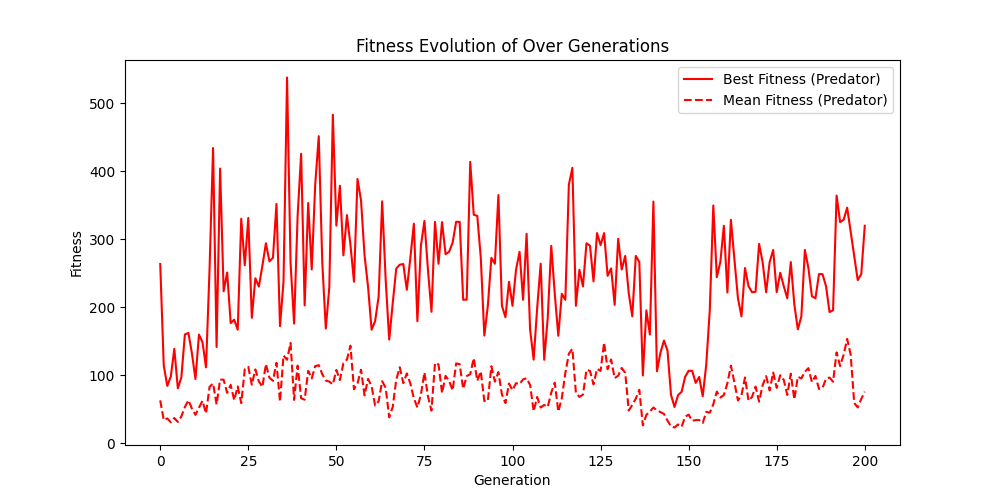 Fitness Evolution of Over Generations
Best Fitness (Predator)
Mean Fitness (Predator)
Fitness
500
400
300
200
100
0
0 25 50 75 100 125 150 175 200
Generation